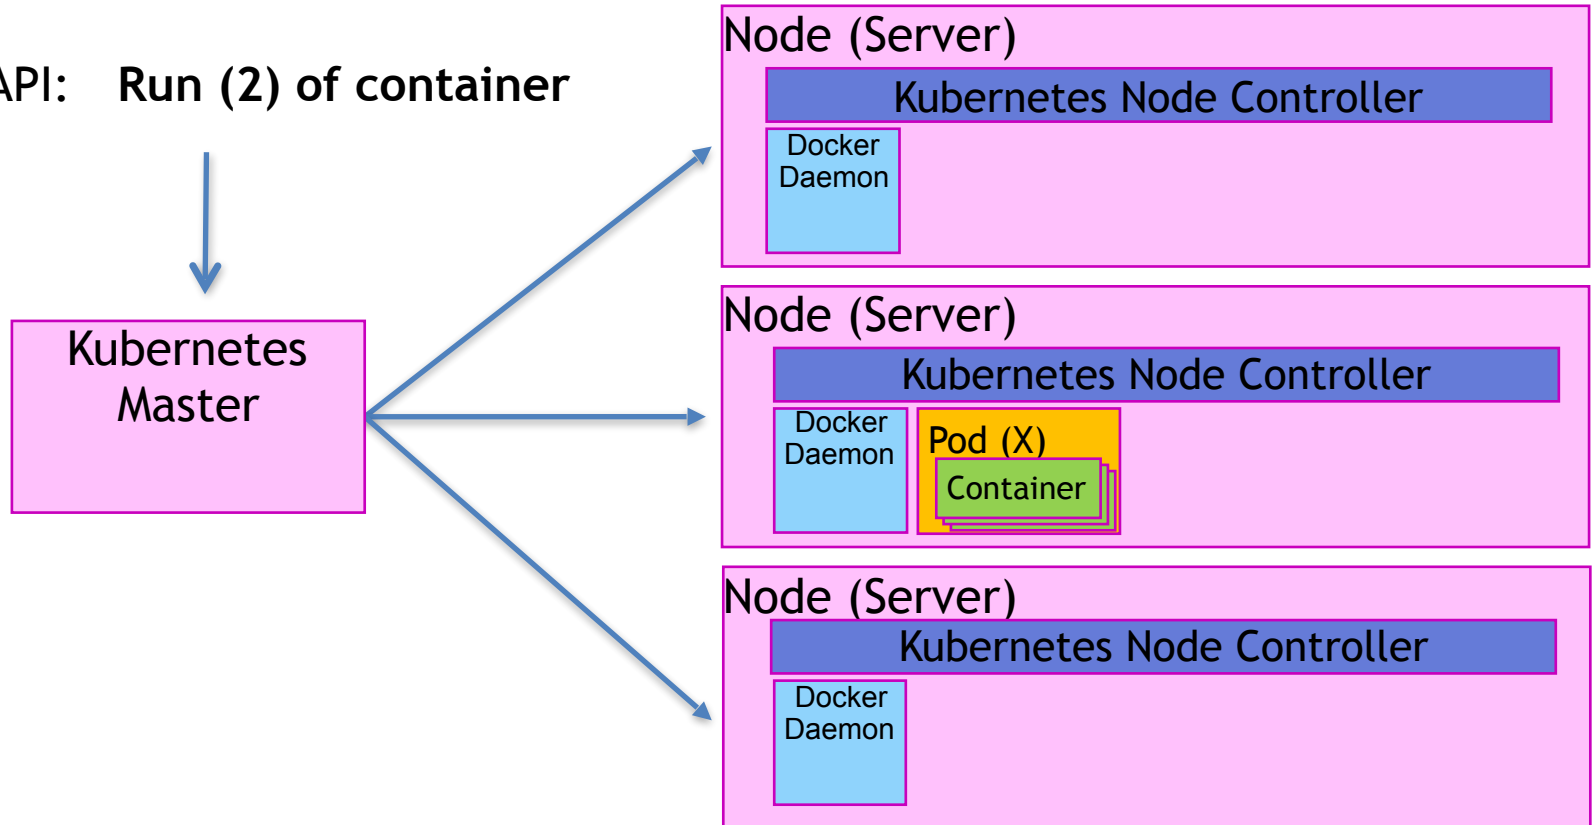 API: Run (2) of container
Kubernetes
Master
Node (Server)
Kubernetes Node Controller
Docker
Daemon
Node (Server)
Kubernetes Node Controller
Docker
Daemon
Pod (X)
Container
Node (Server)
Kubernetes Node Controller
Docker
Daemon